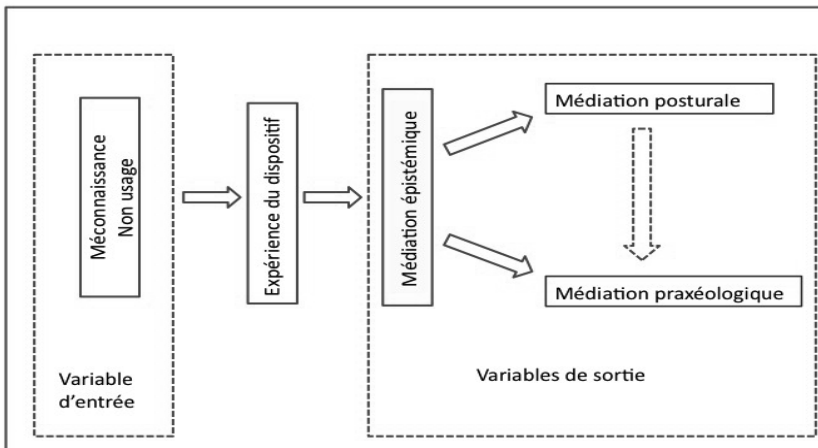 Méconnaissance
Non usage
Variable
d’entrée
Expérience du dispositif
Médiation épistémique
Médiation posturale
Médiation praxéologique
Variables de sortie